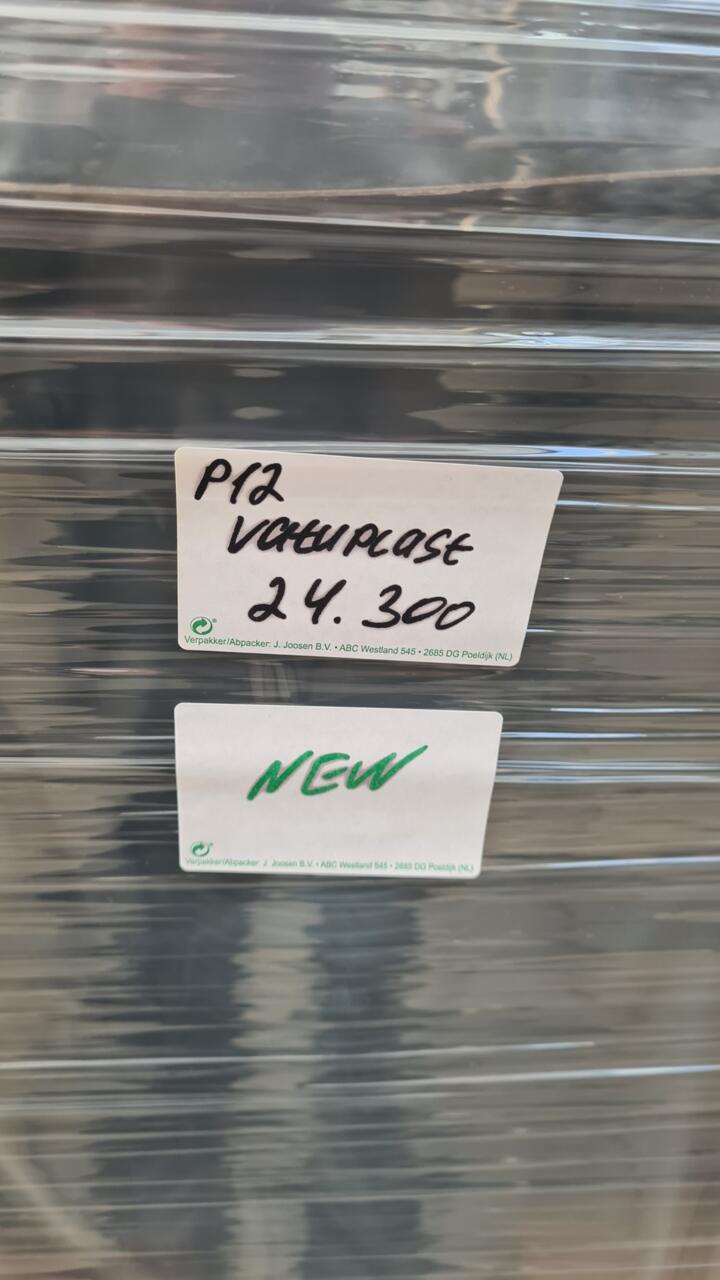 P12
VACUPLAST
24.300
Verpakker/Abpacker: J. Joosen B.V. • ABC Westland 545 • 2685 DG Poeldijk (NL)
NEW
Verpakker/Abpacker: J. Joosen B.V. • ABC Westland 545 • 2685 DG Poeldijk (NL)